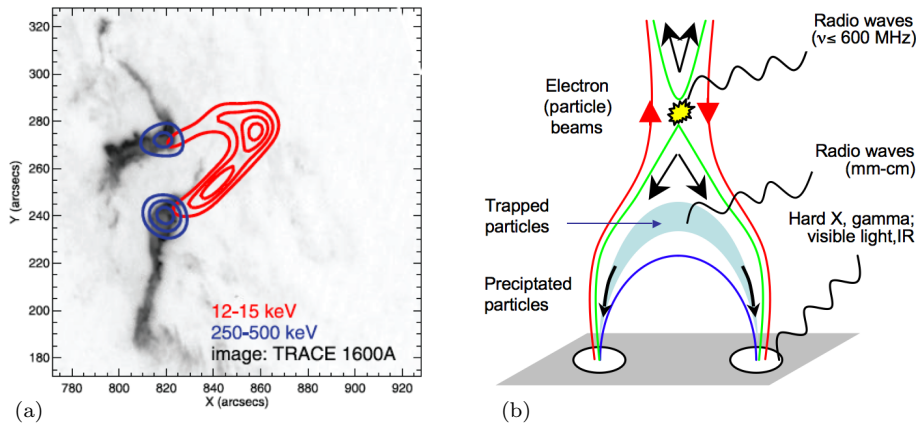 320
300
280
260
240
220
200
180
Y (arcsecs)
12-15 keV
250-500 keV
image: TRACE 1600A
780 800 820 840 860 880 900 920
X (arcsecs)
(a)
Radio waves
(ν≤ 600 MHz)
Electron
(particle)
beams
Radio waves
(mm-cm)
Trapped
particles
Hard X, gamma;
visible light,IR
Preciptated
particles
(b)